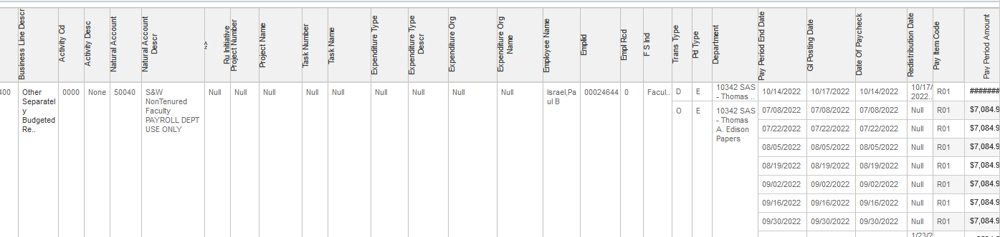 Business Line Descr
Activity Cd
Activity Desc
Natural Account
Natural Account
Descr
Ru Initiative
Project Number
Project Name
Task Number
Task Name
Expenditure Type
Expenditure Type
Descr
Expenditure Org
Expenditure Org
Name
Employee Name
Emplid
Empl Rcd
F S Ind
Trans Type
Pd Type
Department
Pay Period End Date
Gl Posting Date
Date Of Paycheck
Redistribution Date
Pay Item Code
Pay Period Amount
400 Other 0000 None 50040 S&W Null Null Null Null Null Null Null Null Null Israel,Pa 00024644 0 Facul.. D E 10342 SAS 10/14/2022 10/17/2022 10/14/2022 10/17/ R01 #######
Separatel NonTenured ul B - Thomas .. 2022..
y Faculty
Budgeted PAYROLL DEPT
Re.. USE ONLY
O E 10342 SAS 07/08/2022 07/08/2022 07/08/2022 Null R01 $7,084.9
- Thomas
A. Edison 07/22/2022 07/22/2022 07/22/2022 Null R01 $7,084.9
Papers
08/05/2022 08/05/2022 08/05/2022 Null R01 $7,084.9
08/19/2022 08/19/2022 08/19/2022 Null R01 $7,084.9
09/02/2022 09/02/2022 09/02/2022 Null R01 $7,084.9
09/16/2022 09/16/2022 09/16/2022 Null R01 $7,084.9
09/30/2022 09/30/2022 09/30/2022 Null R01 $7,084.9